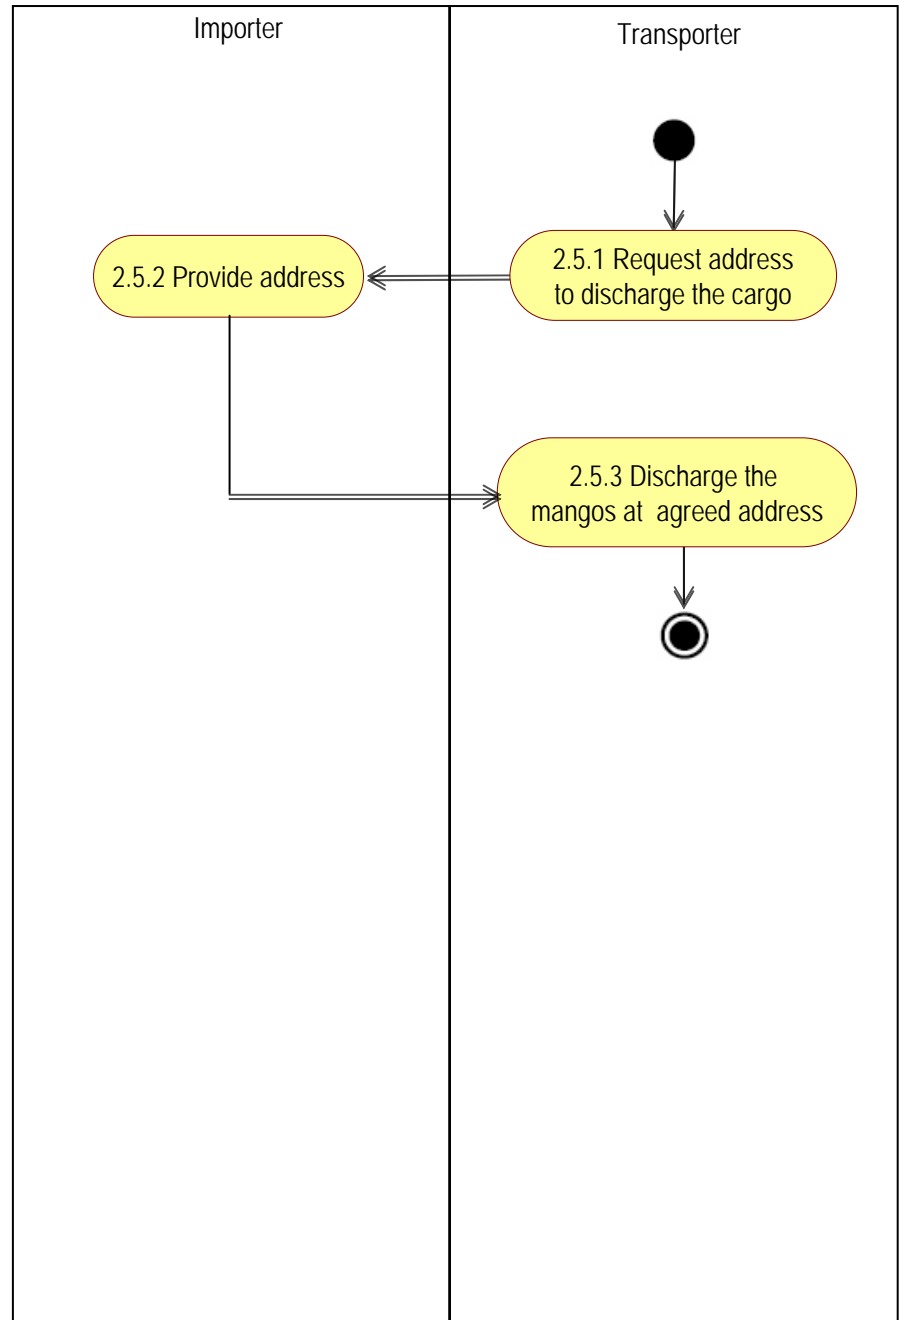 Importer
Transporter
2.5.1 Request address
to discharge the cargo
2.5.2 Provide address
2.5.3 Discharge the
mangos at  agreed address